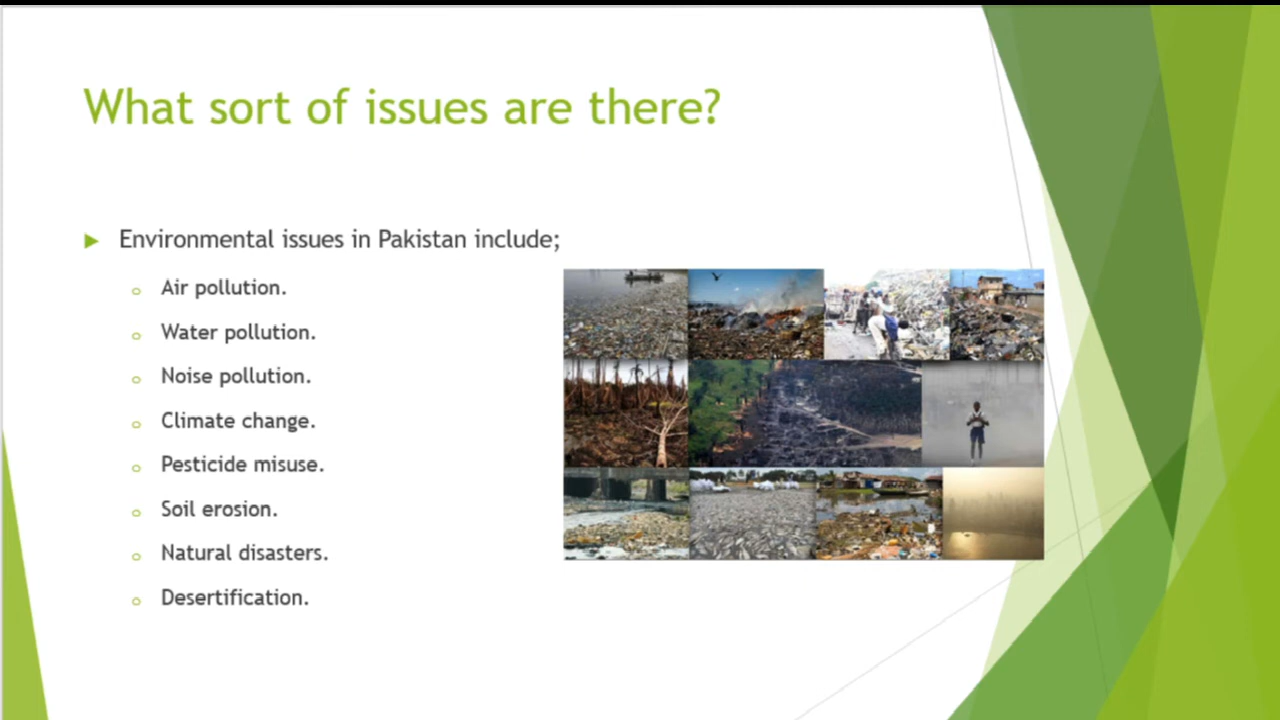 What sort of issues are there?
Environmental issues in Pakistan include;
Air pollution.
Water pollution.
Noise pollution.
Climate change.
Pesticide misuse.
Soil erosion.
Natural disasters.
Desertification.